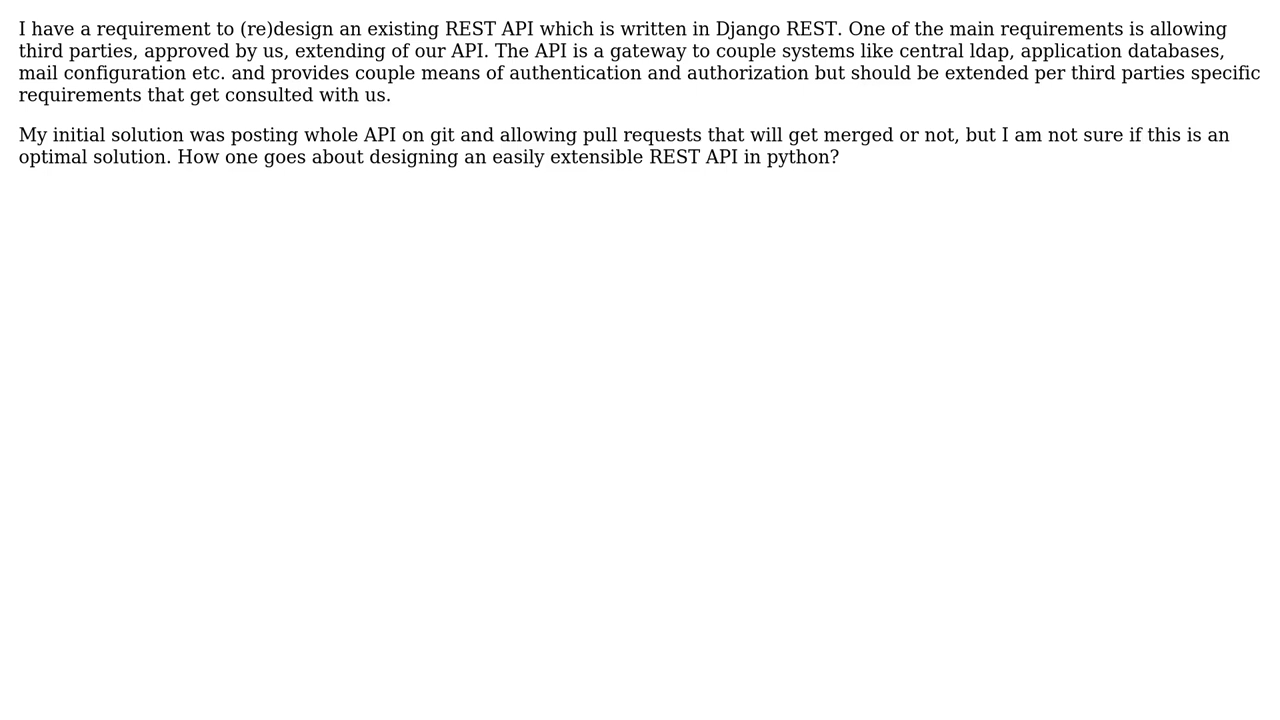 I have a requirement to (re)design an existing REST API which is written in Django REST. One of the main requirements is allowing
third parties, approved by us, extending of our API. The API is a gateway to couple systems like central ldap, application databases,
mail configuration etc. and provides couple means of authentication and authorization but should be extended per third parties specific
requirements that get consulted with us.
My initial solution was posting whole API on git and allowing pull requests that will get merged or not, but I am not sure if this is an
optimal solution. How one goes about designing an easily extensible REST API in python?